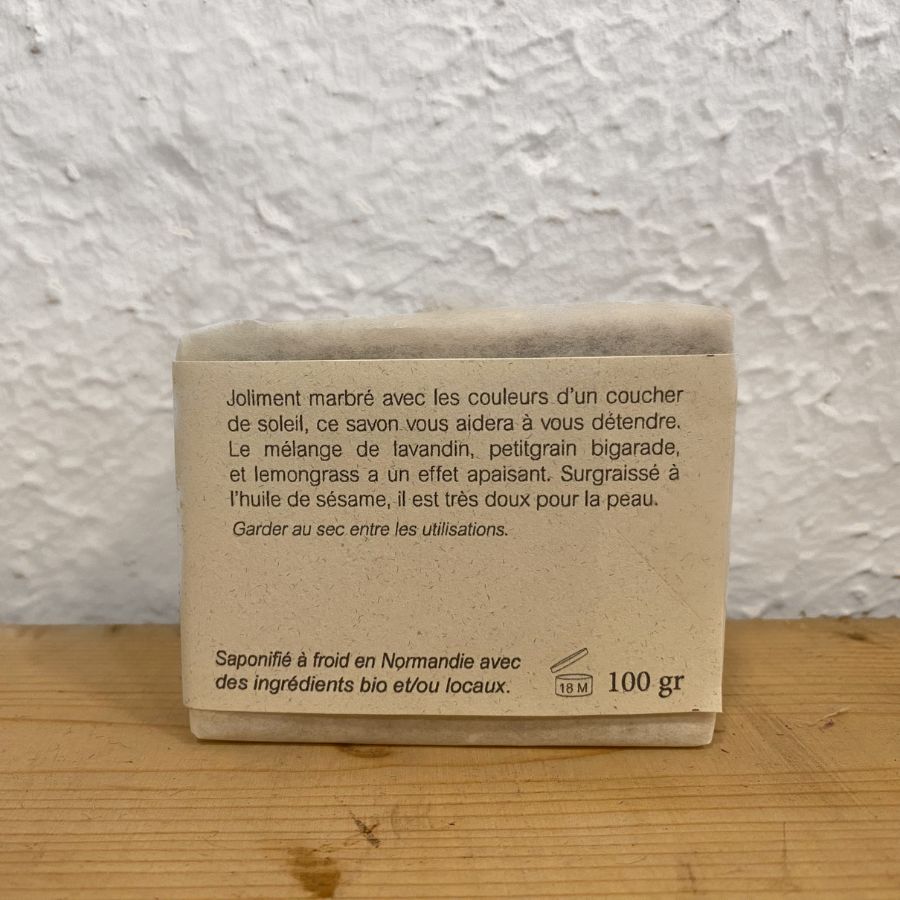 Joliment marbré avec les couleurs d'un coucher
de soleil, ce savon vous aidera à vous détendre.
Le mélange de lavandin, petitgrain bigarade,
et lemongrass a un effet apaisant. Surgraissé à
l'huile de sésame, il est très doux pour la peau.
Garder au sec entre les utilisations.
Saponifié à froid en Normandie avec
des ingrédients bio et/ou locaux.
18 M
100 gr